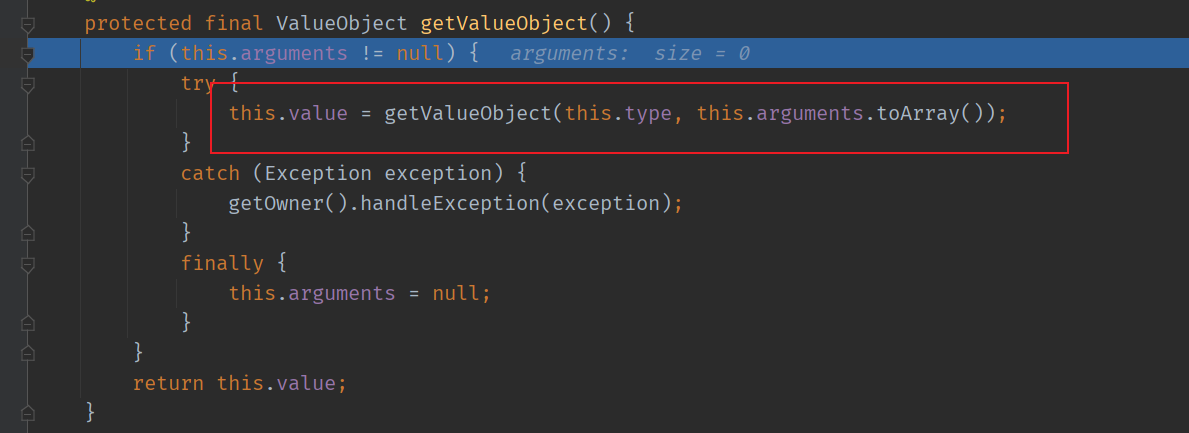 protected final ValueObject getValueObject() {
if (this.arguments != null) { arguments: size = 0
try {
this.value = getValueObject(this.type, this.arguments.toArray());
}
catch (Exception exception) {
getOwner().handleException(exception);
}
finally {
this.arguments = null;
}
}
return this.value;
}